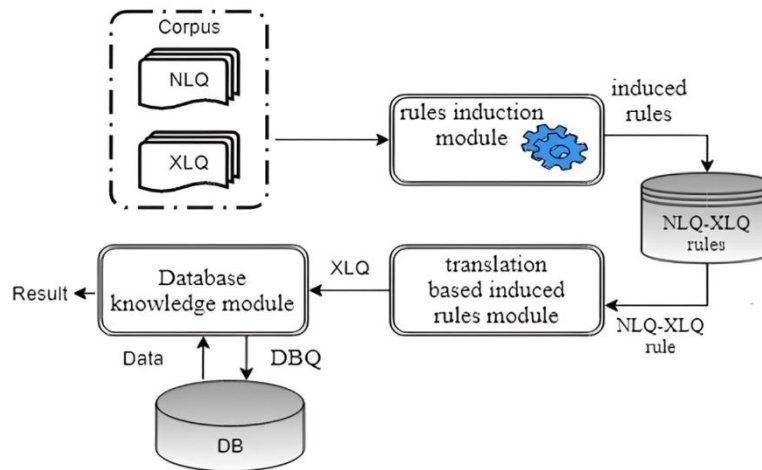 Corpus
NLQ
XLQ
rules induction
module
induced
rules
NLQ-XLQ
rules
NLQ-XLQ
rule
translation
based induced
rules module
XLQ
Database
knowledge module
Result
Data
DBQ
DB